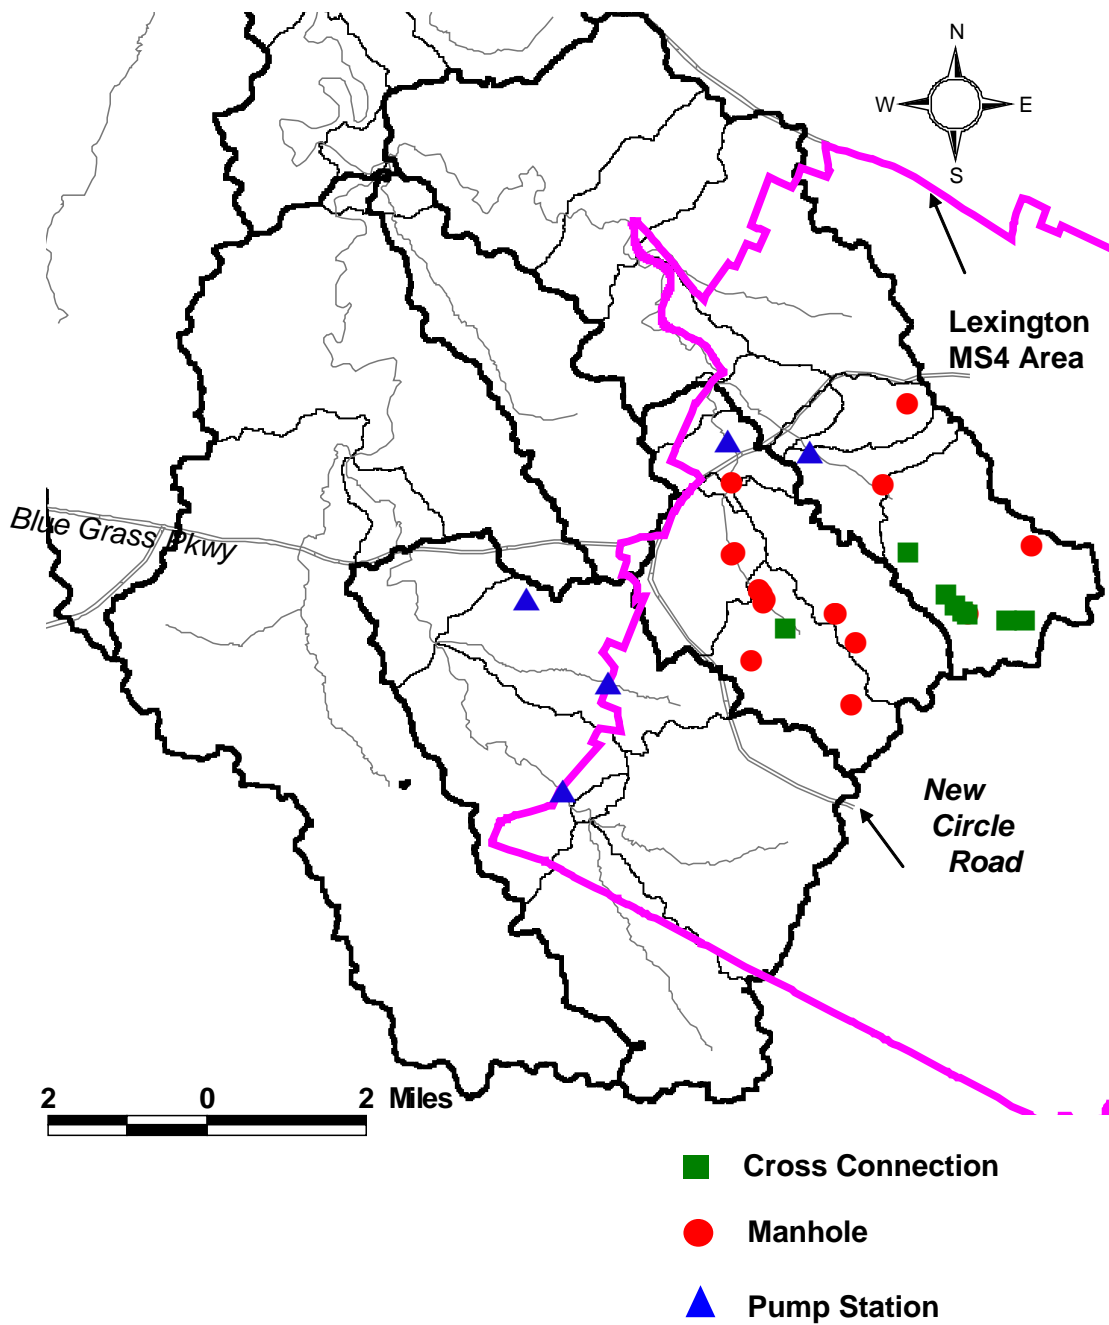 N
W
E
S
Lexington
MS4 Area
Blue Grass Pkwy
New
Circle
Road
2 0 2 Miles
Cross Connection
Manhole
Pump Station